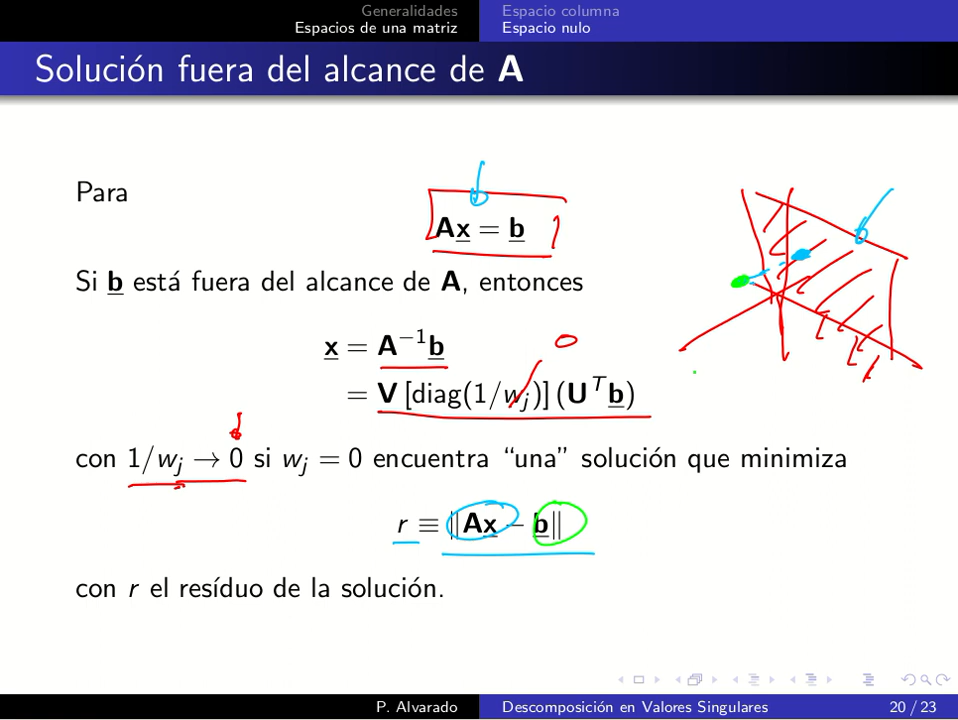 Generalidades Espacio columna
Espacios de una matriz Espacio nulo
Solución fuera del alcance de A
Para
Ax = b
Si b está fuera del alcance de A, entonces
x = A⁻¹b
= V [diag(1/wⱼ)] (Uᵀb)
0
con 1/wⱼ → 0 si wⱼ = 0 encuentra “una” solución que minimiza
r ≡ ‖Ax − b‖
con r el resíduo de la solución.
P. Alvarado Descomposición en Valores Singulares 20 / 23